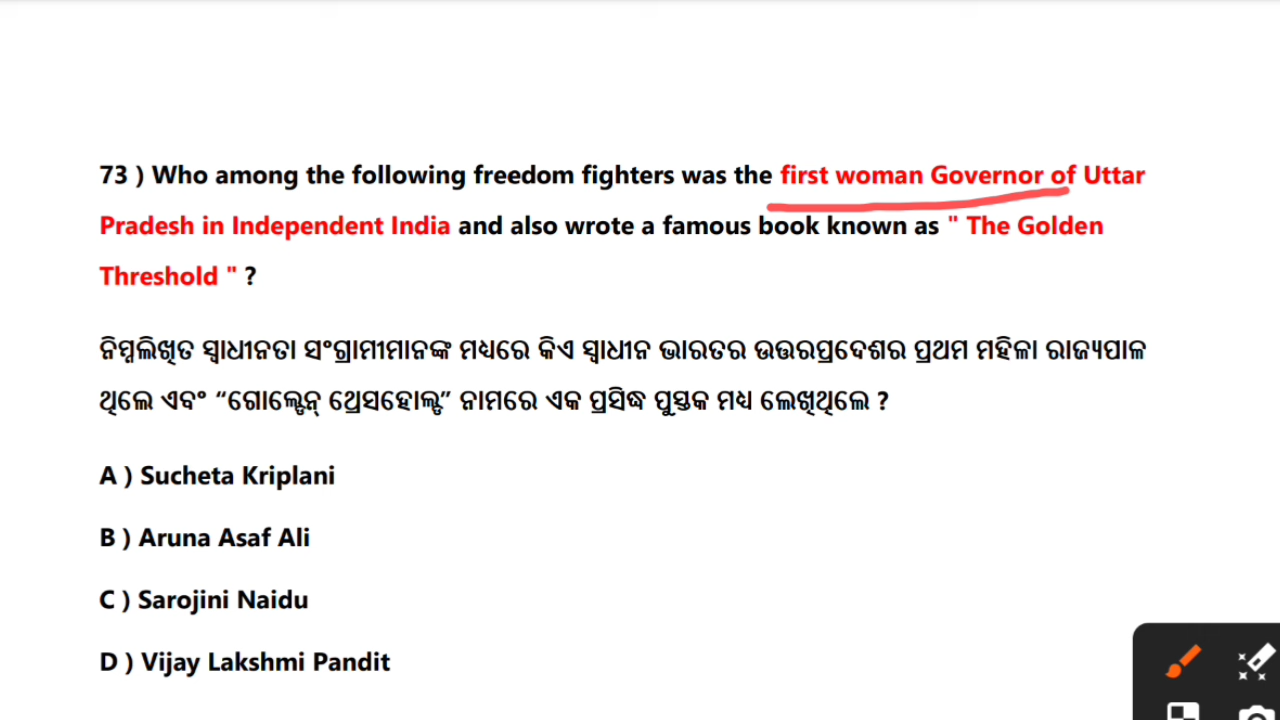 73 ) Who among the following freedom fighters was the first woman Governor of Uttar
Pradesh in Independent India and also wrote a famous book known as " The Golden
Threshold " ?
ନିମ୍ନଲିଖିତ ସ୍ୱାଧୀନତା ସଂଗ୍ରାମୀମାନଙ୍କ ମଧ୍ୟରେ କିଏ ସ୍ୱାଧୀନ ଭାରତର ଉତ୍ତରପ୍ରଦେଶର ପ୍ରଥମ ମହିଳା ରାଜ୍ୟପାଳ
ଥିଲେ ଏବଂ “ଗୋଲ୍ଡେନ୍ ଥ୍ରେସହୋଲ୍ଡ” ନାମରେ ଏକ ପ୍ରସିଦ୍ଧ ପୁସ୍ତକ ମଧ୍ୟ ଲେଖିଥିଲେ ?
A ) Sucheta Kriplani
B ) Aruna Asaf Ali
C ) Sarojini Naidu
D ) Vijay Lakshmi Pandit